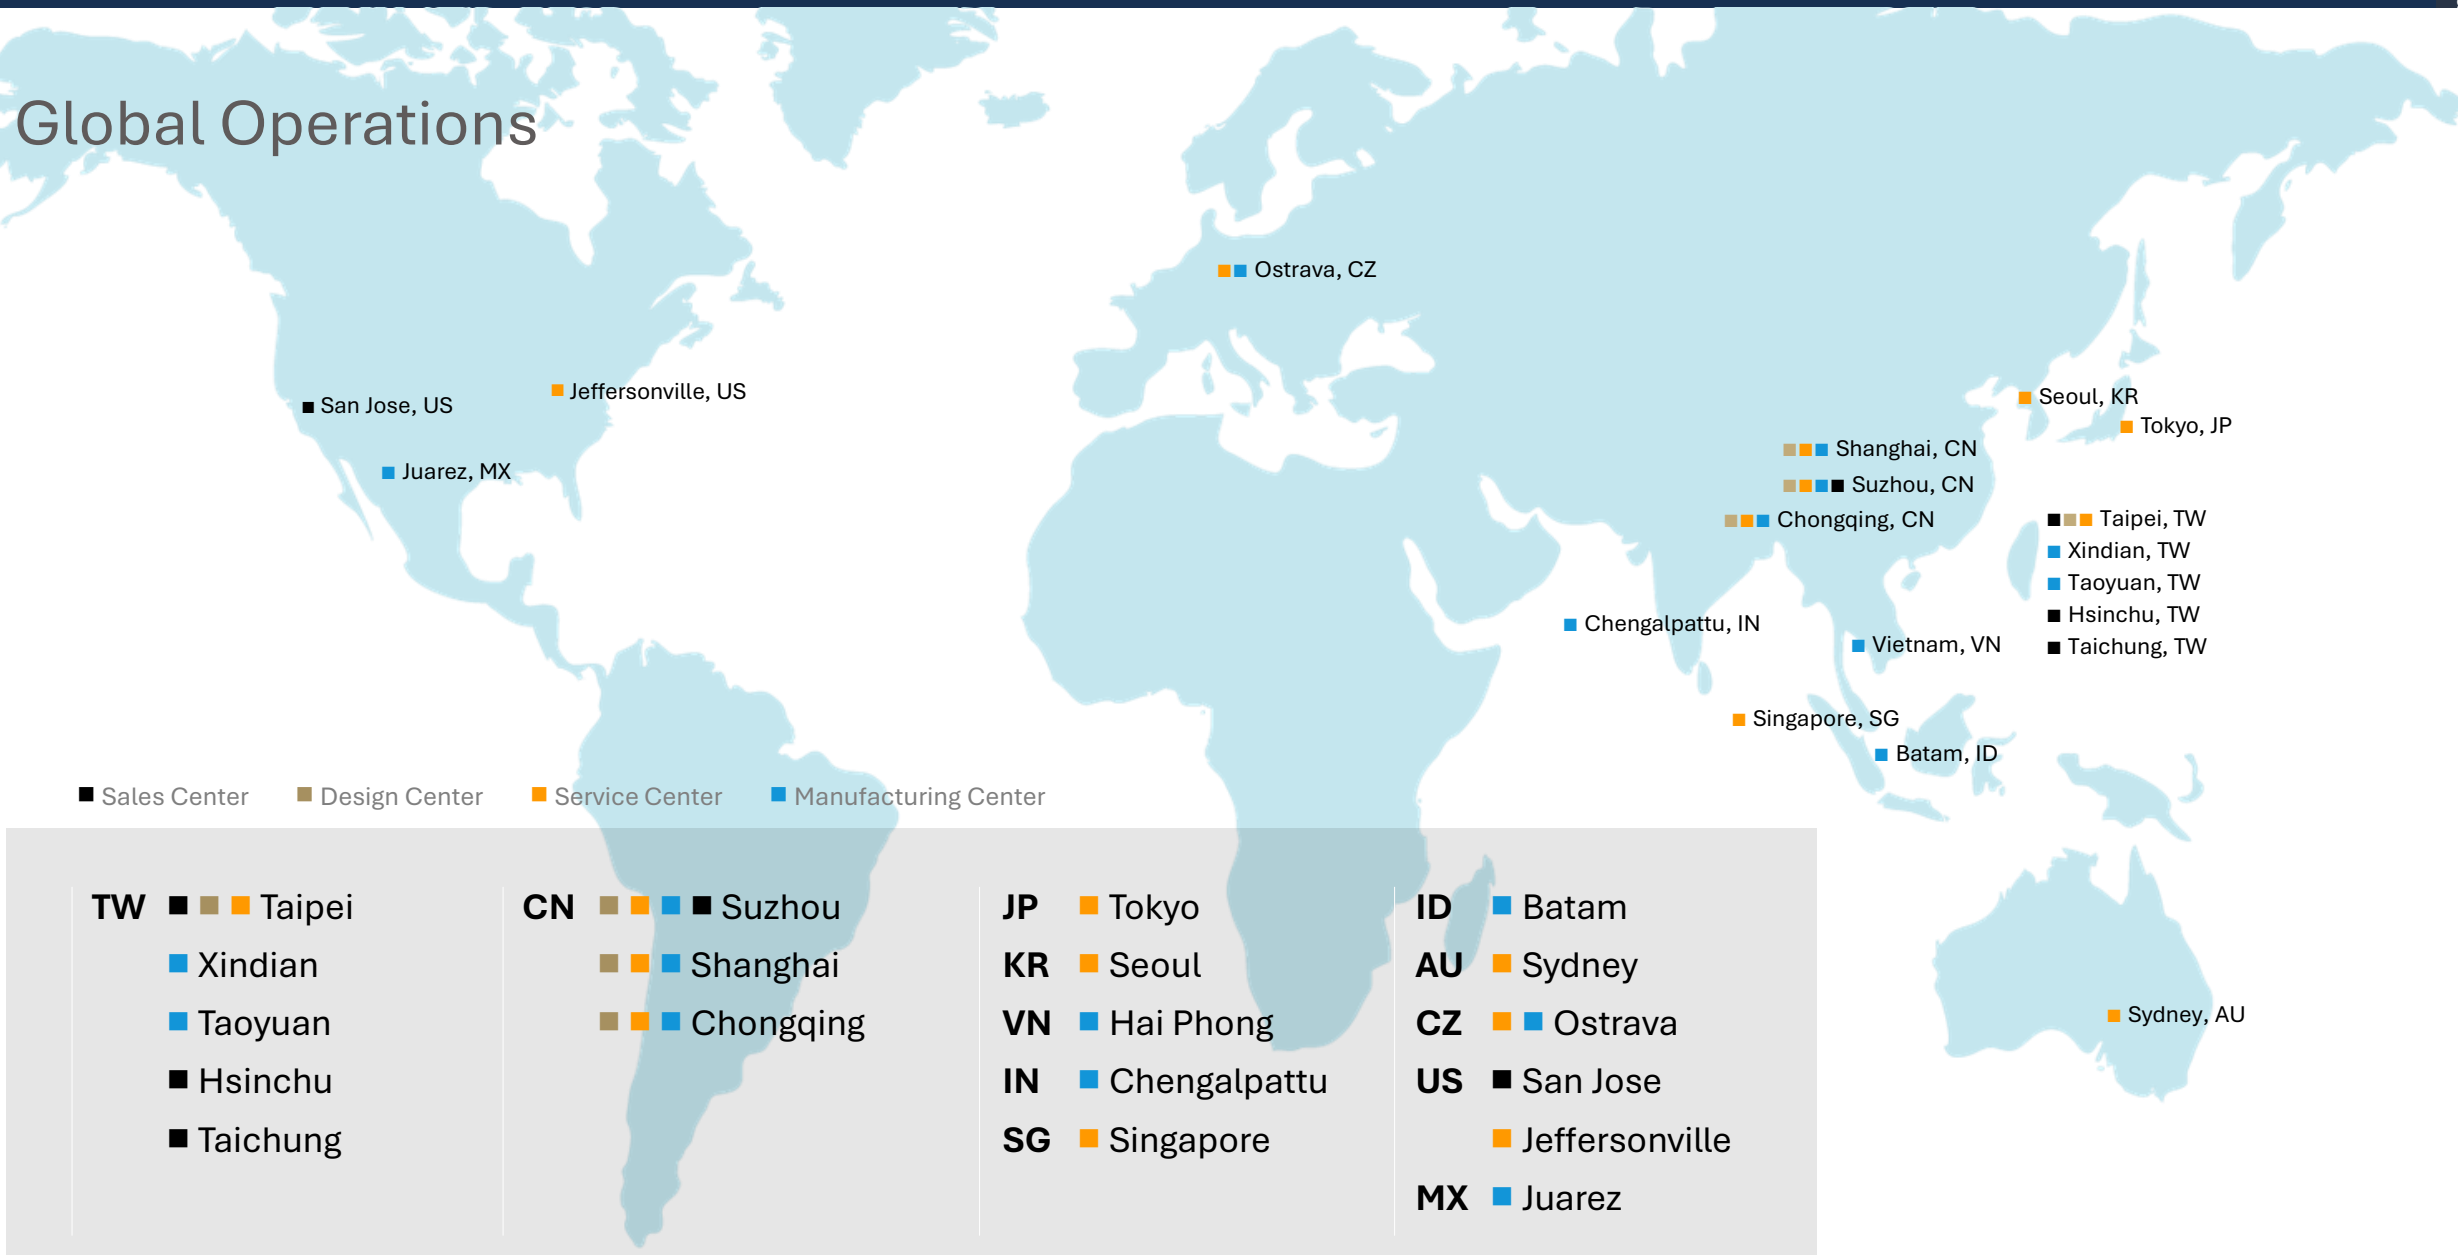 Global Operations
Ostrava, CZ
Jeffersonville, US
San Jose, US
Juarez, MX
Seoul, KR
Tokyo, JP
Shanghai, CN
Suzhou, CN
Chongqing, CN
Taipei, TW
Xindian, TW
Taoyuan, TW
Hsinchu, TW
Taichung, TW
Chengalpattu, IN
Vietnam, VN
Singapore, SG
Batam, ID
Sydney, AU
Sales Center
Design Center
Service Center
Manufacturing Center
TW Taipei
Xindian
Taoyuan
Hsinchu
Taichung
CN Suzhou
Shanghai
Chongqing
JP Tokyo
KR Seoul
VN Hai Phong
IN Chengalpattu
SG Singapore
ID Batam
AU Sydney
CZ Ostrava
US San Jose
Jeffersonville
MX Juarez